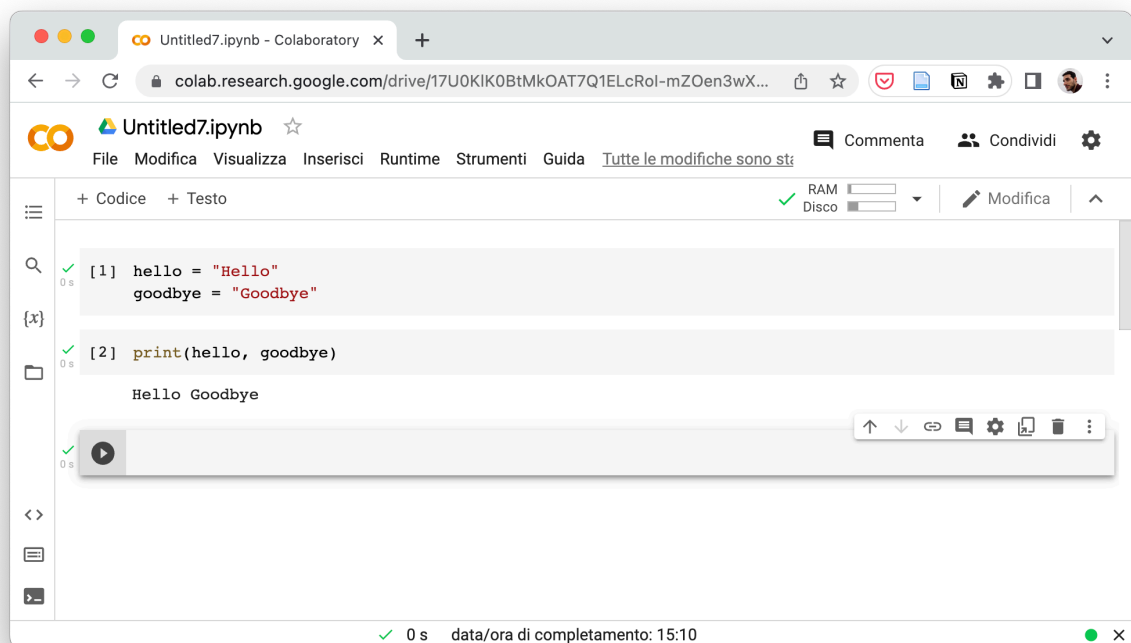 Untitled7.ipynb - Colaboratory
colab.research.google.com/drive/17U0KlK0BtMkOAT7Q1ELcRol-mZOen3wX...
Untitled7.ipynb
File Modifica Visualizza Inserisci Runtime Strumenti Guida Tutte le modifiche sono sta
Commenta Condividi
+ Codice + Testo
RAM
Disco
Modifica
[1] hello = "Hello"
0 s
goodbye = "Goodbye"
{x}
[2] print(hello, goodbye)
0 s
Hello Goodbye
0 s
0 s data/ora di completamento: 15:10